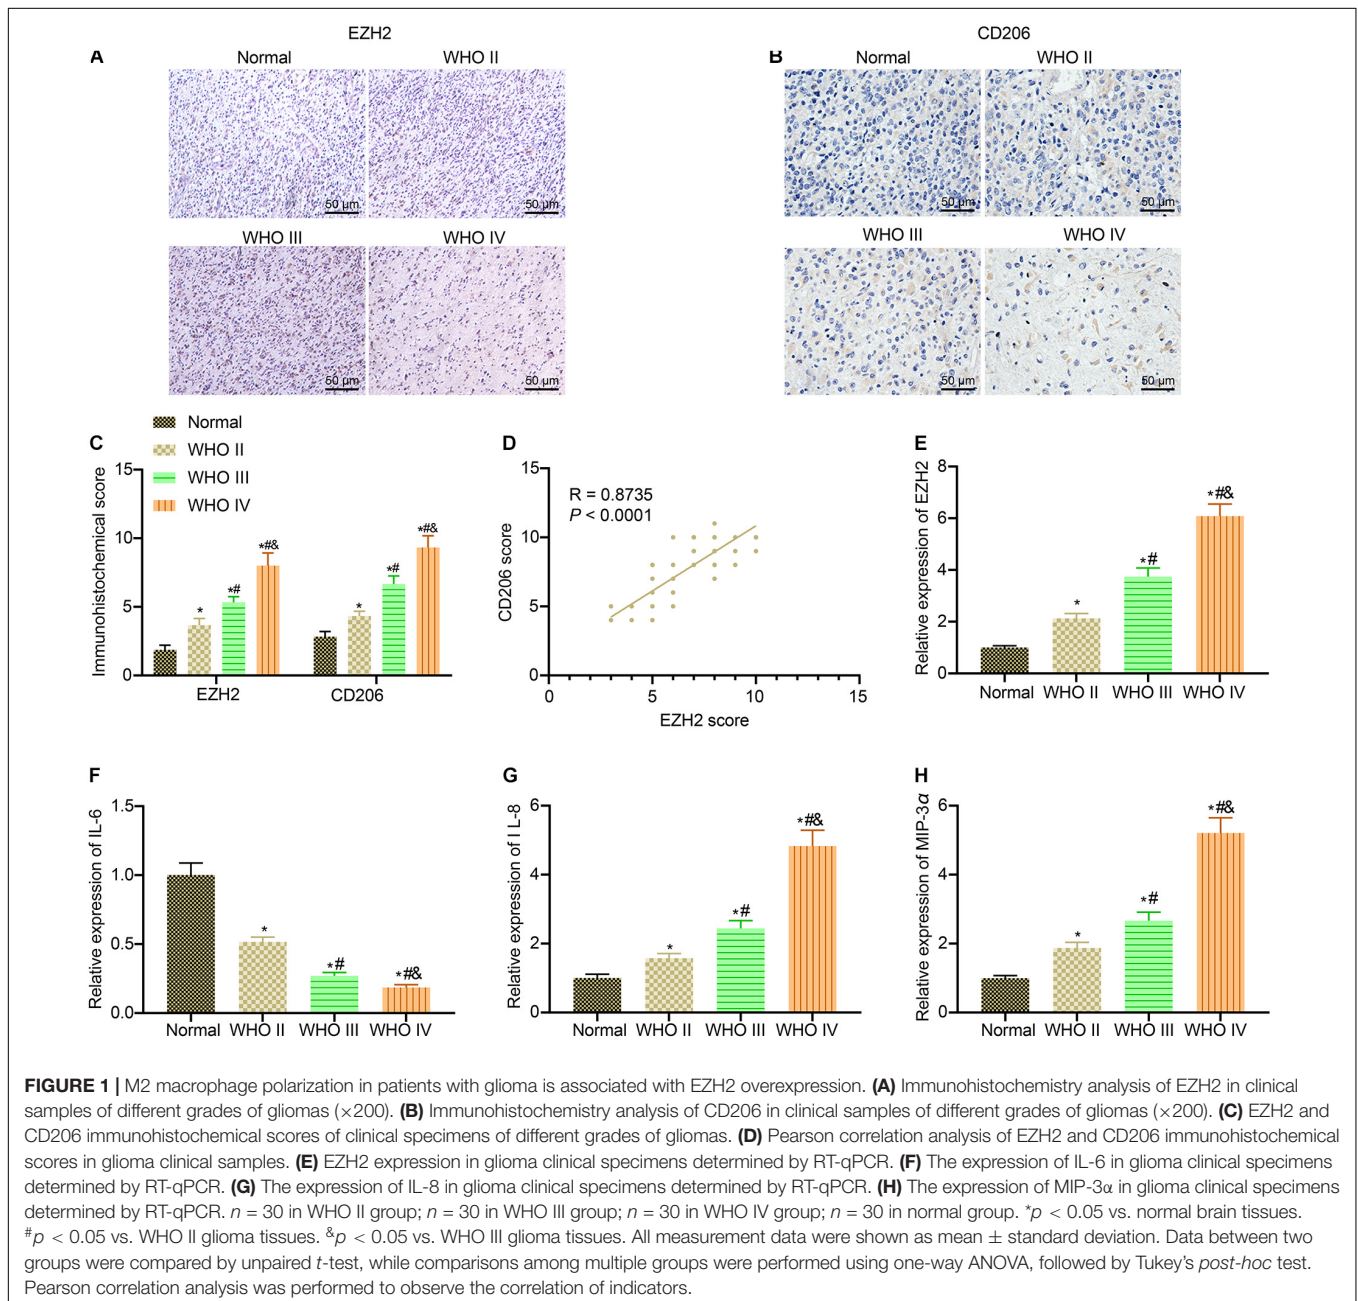 EZH2
CD206
A
Normal
WHO II
50 µm
50 µm
WHO III
WHO IV
50 µm
50 µm
B
Normal
WHO II
50 µm
50 µm
WHO III
WHO IV
50 µm
50 µm
C
Normal
WHO II
WHO III
WHO IV
Immunohistochemical score
15
10
5
0
*
*#
*#&
*
*#
*#&
EZH2
CD206
D
R = 0.8735
P < 0.0001
CD206 score
15
10
5
0
0
5
10
15
EZH2 score
E
Relative expression of EZH2
8
6
4
2
0
*
*#
*#&
Normal WHO II WHO III WHO IV
F
Relative expression of IL-6
1.5
1.0
0.5
0.0
*
*#
*#&
Normal WHO II WHO III WHO IV
G
Relative expression of I L-8
6
4
2
0
*
*#
*#&
Normal WHO II WHO III WHO IV
H
Relative expression of MIP-3α
6
4
2
0
*
*#
*#&
Normal WHO II WHO III WHO IV
FIGURE 1 | M2 macrophage polarization in patients with glioma is associated with EZH2 overexpression. (A) Immunohistochemistry analysis of EZH2 in clinical
samples of different grades of gliomas (×200). (B) Immunohistochemistry analysis of CD206 in clinical samples of different grades of gliomas (×200). (C) EZH2 and
CD206 immunohistochemical scores of clinical specimens of different grades of gliomas. (D) Pearson correlation analysis of EZH2 and CD206 immunohistochemical
scores in glioma clinical samples. (E) EZH2 expression in glioma clinical specimens determined by RT-qPCR. (F) The expression of IL-6 in glioma clinical specimens
determined by RT-qPCR. (G) The expression of IL-8 in glioma clinical specimens determined by RT-qPCR. (H) The expression of MIP-3α in glioma clinical specimens
determined by RT-qPCR. n = 30 in WHO II group; n = 30 in WHO III group; n = 30 in WHO IV group; n = 30 in normal group. *p < 0.05 vs. normal brain tissues.
#p < 0.05 vs. WHO II glioma tissues. &p < 0.05 vs. WHO III glioma tissues. All measurement data were shown as mean ± standard deviation. Data between two
groups were compared by unpaired t-test, while comparisons among multiple groups were performed using one-way ANOVA, followed by Tukey's post-hoc test.
Pearson correlation analysis was performed to observe the correlation of indicators.